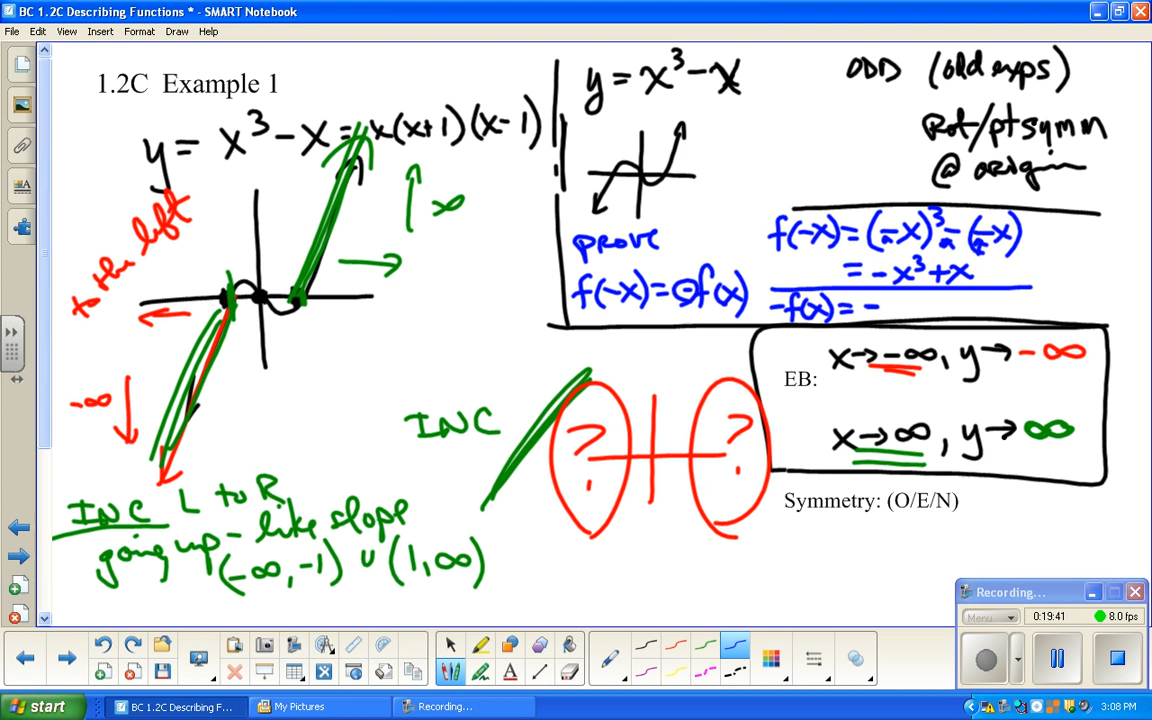 BC 1.2C Describing Functions * - SMART Notebook
File Edit View Insert Format Draw Help
1.2C Example 1
y = x³ - x = x(x+1)(x-1)
to the left
∞
-∞
INC
INC L to R
going up - like slope
(-∞, -1) ∪ (1, ∞)
y = x³ - x
ODD (old exps)
Rot/pt symm
@ origin
prove
f(-x) = -f(x)
f(-x) = (-x)³ - (-x)
= -x³ + x
-f(x) = -
? ?
x → -∞, y → -∞
EB:
x → ∞, y → ∞
Symmetry: (O/E/N)
Recording...
Menu
0:19:41
8.0 fps
start
BC 1.2C Describing F...
My Pictures
Recording...
3:08 PM